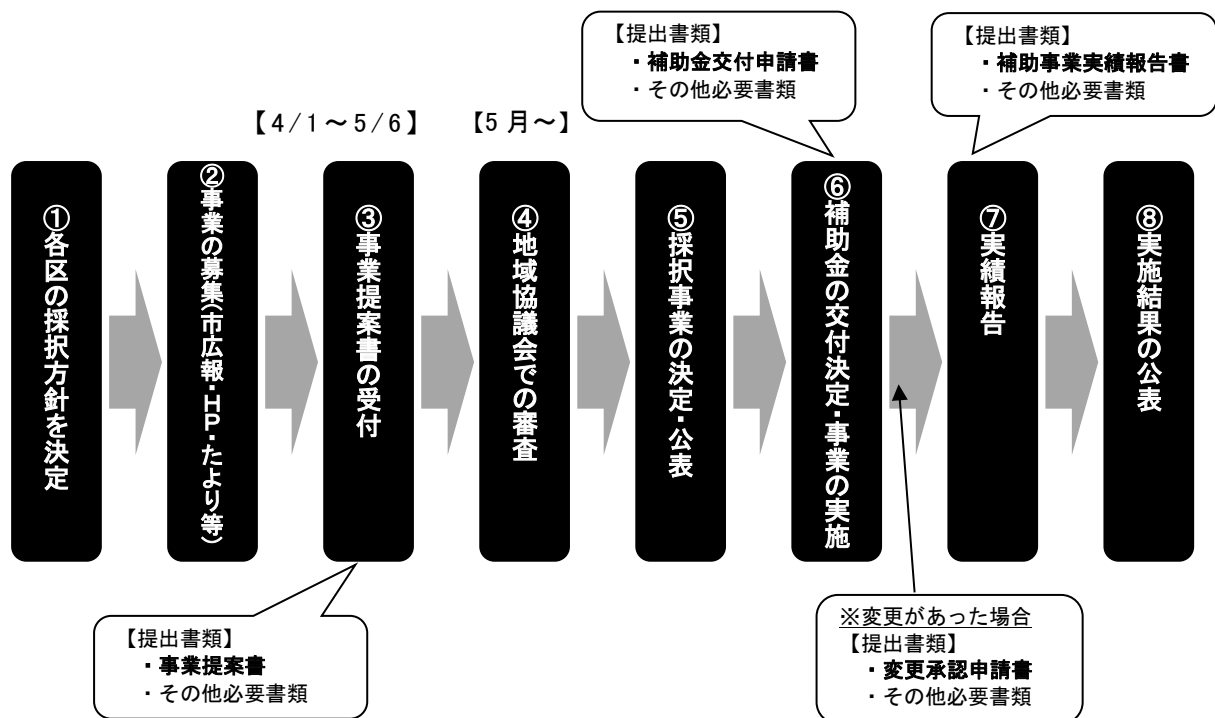 【提出書類】
・補助金交付申請書
・その他必要書類
【提出書類】
・補助事業実績報告書
・その他必要書類
【4/1～5/6】
【5月～】
①各区の採択方針を決定
②事業の募集(市広報・HP・たより等)
③事業提案書の受付
④地域協議会での審査
⑤採択事業の決定・公表
⑥補助金の交付決定・事業の実施
⑦実績報告
⑧実施結果の公表
【提出書類】
・事業提案書
・その他必要書類
※変更があった場合
【提出書類】
・変更承認申請書
・その他必要書類